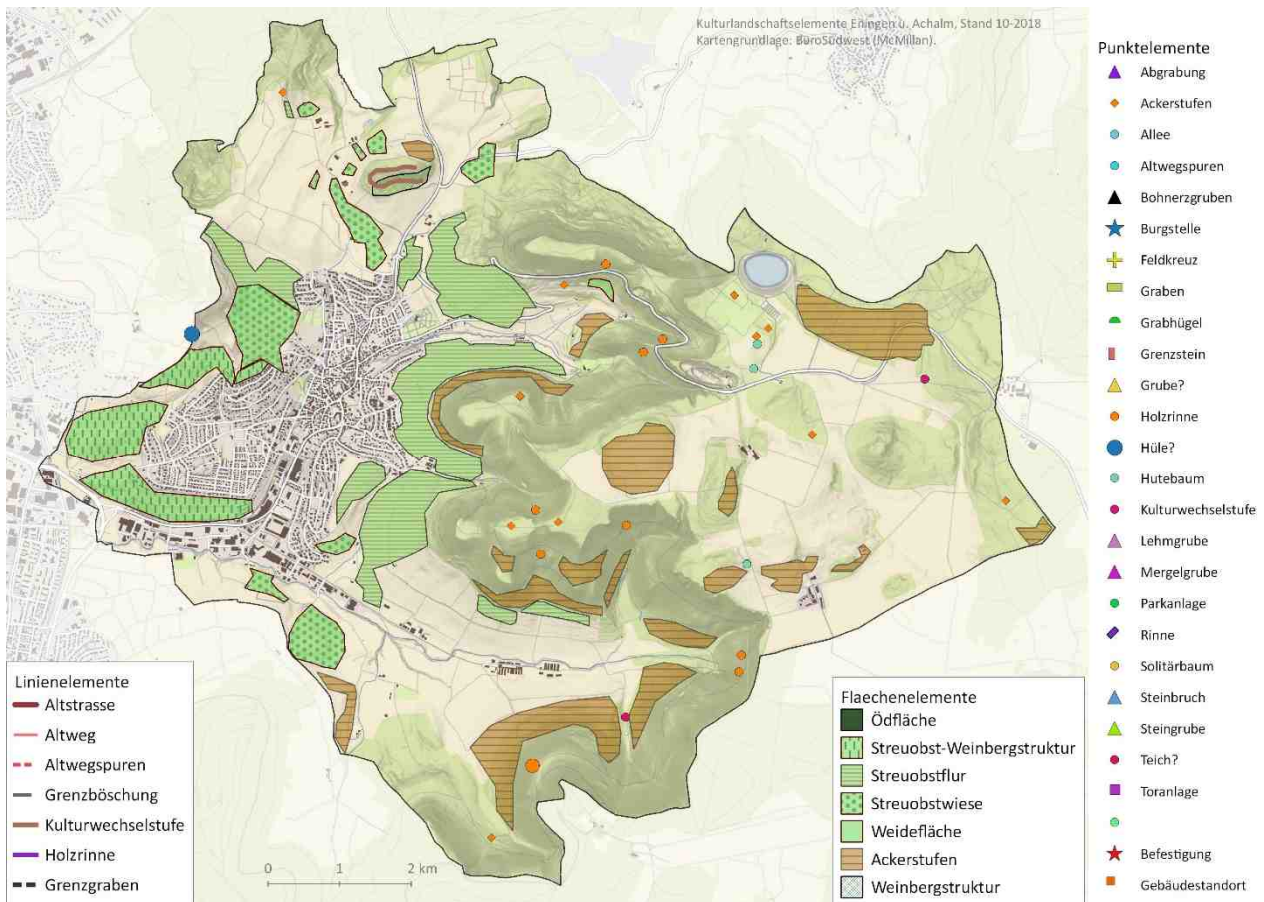 Kulturlandschaftselemente Eningen u. Achalm, Stand 10-2018
Kartengrundlage: BüroSüdwest (McMillan).
Punktelemente
Abgrabung
Ackerstufen
Allee
Altwegspuren
Bohnerzgruben
Burgstelle
Feldkreuz
Graben
Grabhügel
Grenzstein
Grube?
Holzrinne
Hüle?
Hutebaum
Kulturwechselstufe
Lehmgrube
Mergelgrube
Parkanlage
Rinne
Solitärbaum
Steinbruch
Steingrube
Teich?
Toranlage
Befestigung
Gebäudestandort
Linienelemente
Altstrasse
Altweg
Altwegspuren
Grenzböschung
Kulturwechselstufe
Holzrinne
Grenzgraben
0 1 2 km
Flaechenelemente
Ödfläche
Streuobst-Weinbergstruktur
Streuobstflur
Streuobstwiese
Weidefläche
Ackerstufen
Weinbergstruktur